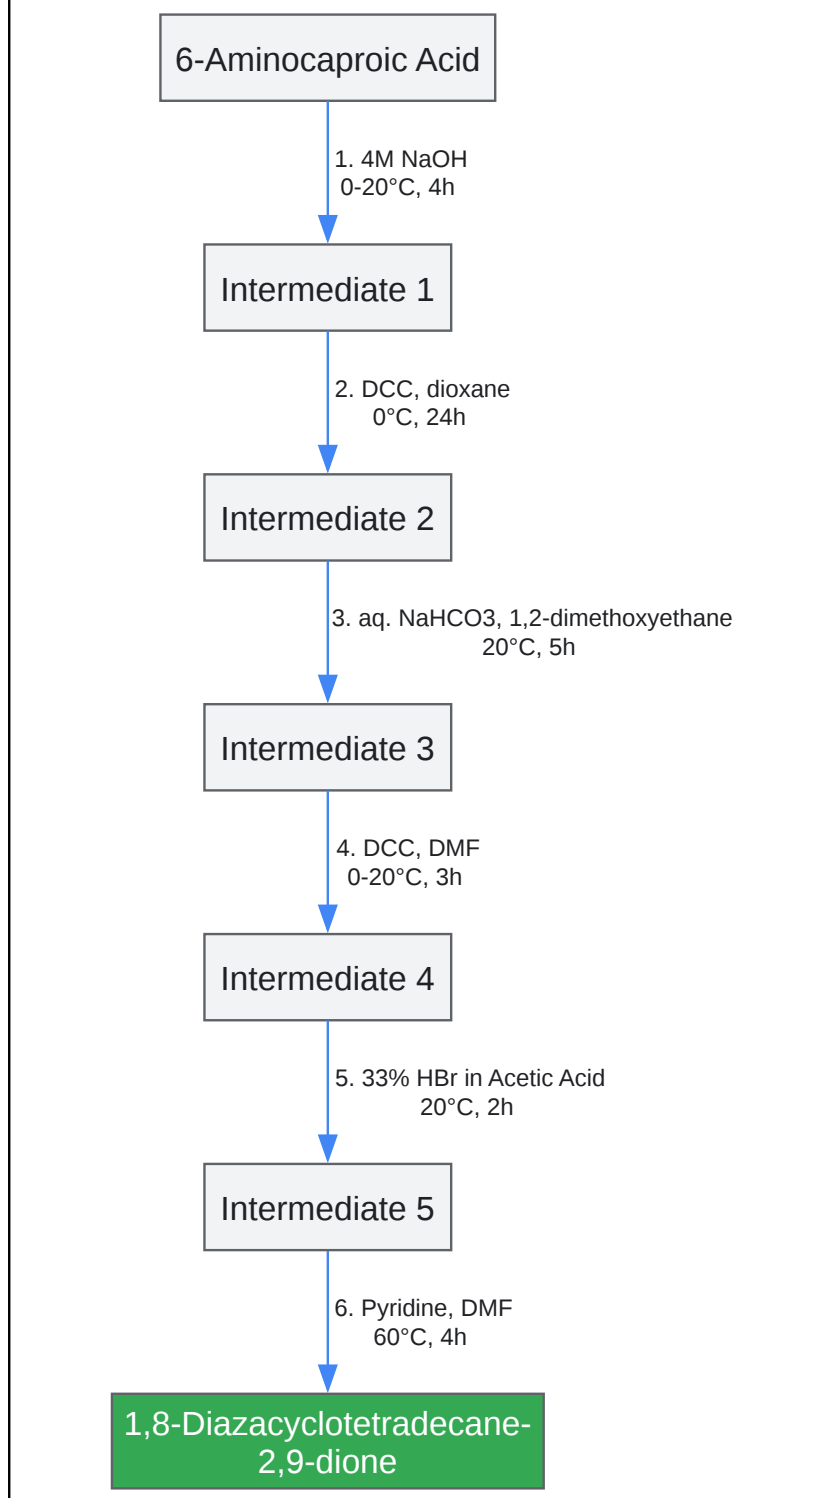 6-Aminocaproic Acid
1. 4M NaOH
0-20°C, 4h
Intermediate 1
2. DCC, dioxane
0°C, 24h
Intermediate 2
3. aq. NaHCO3, 1,2-dimethoxyethane
20°C, 5h
Intermediate 3
4. DCC, DMF
0-20°C, 3h
Intermediate 4
5. 33% HBr in Acetic Acid
20°C, 2h
Intermediate 5
6. Pyridine, DMF
60°C, 4h
1,8-Diazacyclotetradecane-
2,9-dione